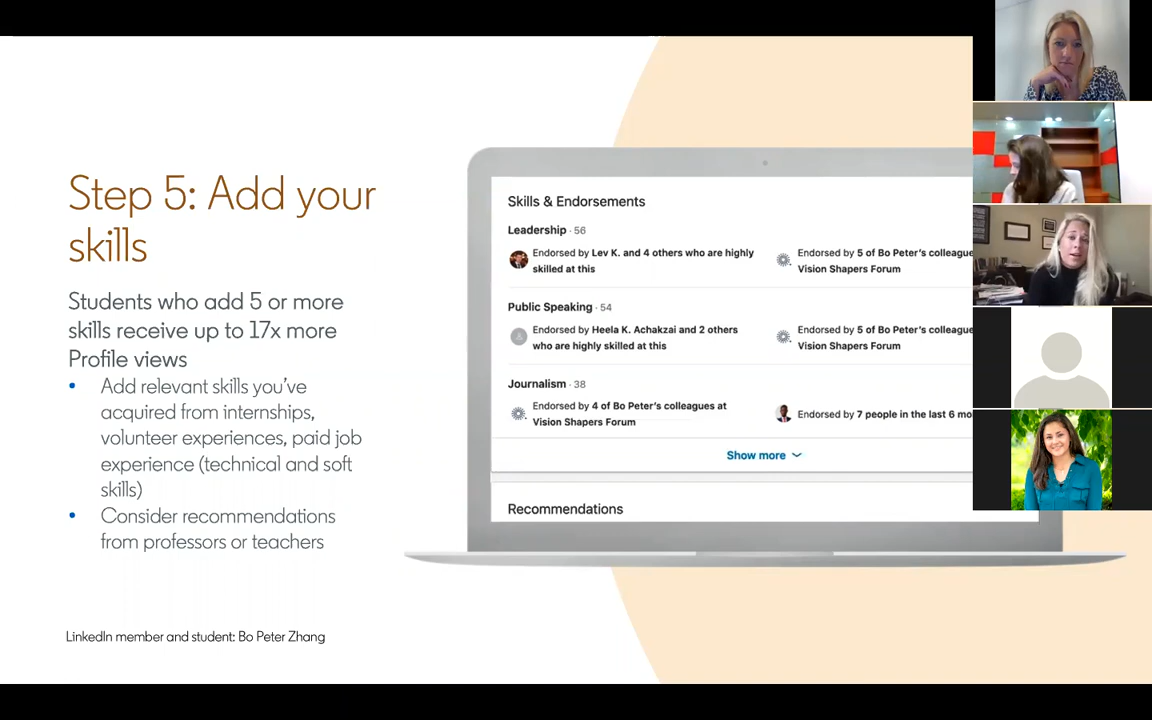 Step 5: Add your
skills
Students who add 5 or more
skills receive up to 17x more
Profile views
• Add relevant skills you've
acquired from internships,
volunteer experiences, paid job
experience (technical and soft
skills)
• Consider recommendations
from professors or teachers
LinkedIn member and student: Bo Peter Zhang
Skills & Endorsements
Leadership · 56
Endorsed by Lev K. and 4 others who are highly
skilled at this
Endorsed by 5 of Bo Peter's colleague
Vision Shapers Forum
Public Speaking · 54
Endorsed by Heela K. Achakzai and 2 others
who are highly skilled at this
Endorsed by 5 of Bo Peter's colleague
Vision Shapers Forum
Journalism · 38
Endorsed by 4 of Bo Peter's colleagues at
Vision Shapers Forum
Endorsed by 7 people in the last 6 mo
Show more
Recommendations